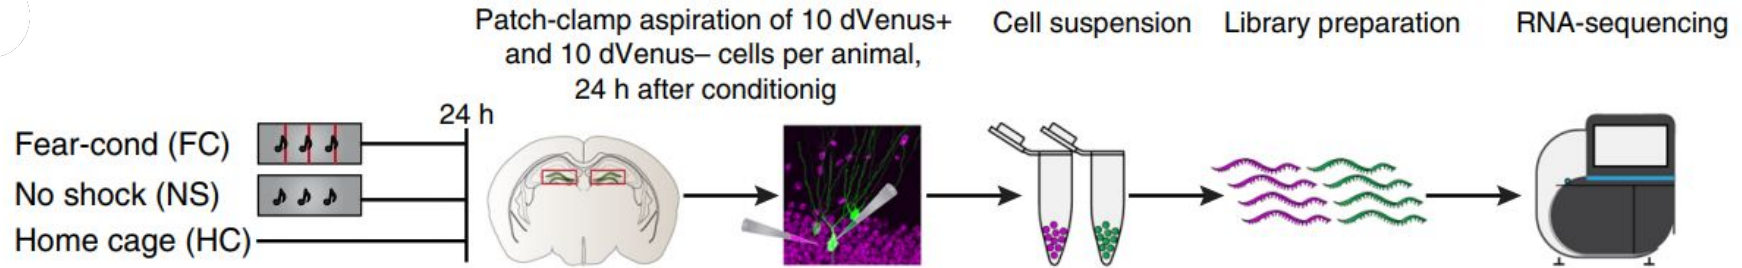 Patch-clamp aspiration of 10 dVenus+
and 10 dVenus– cells per animal,
24 h after conditionig
Cell suspension
Library preparation
RNA-sequencing
24 h
Fear-cond (FC)
No shock (NS)
Home cage (HC)